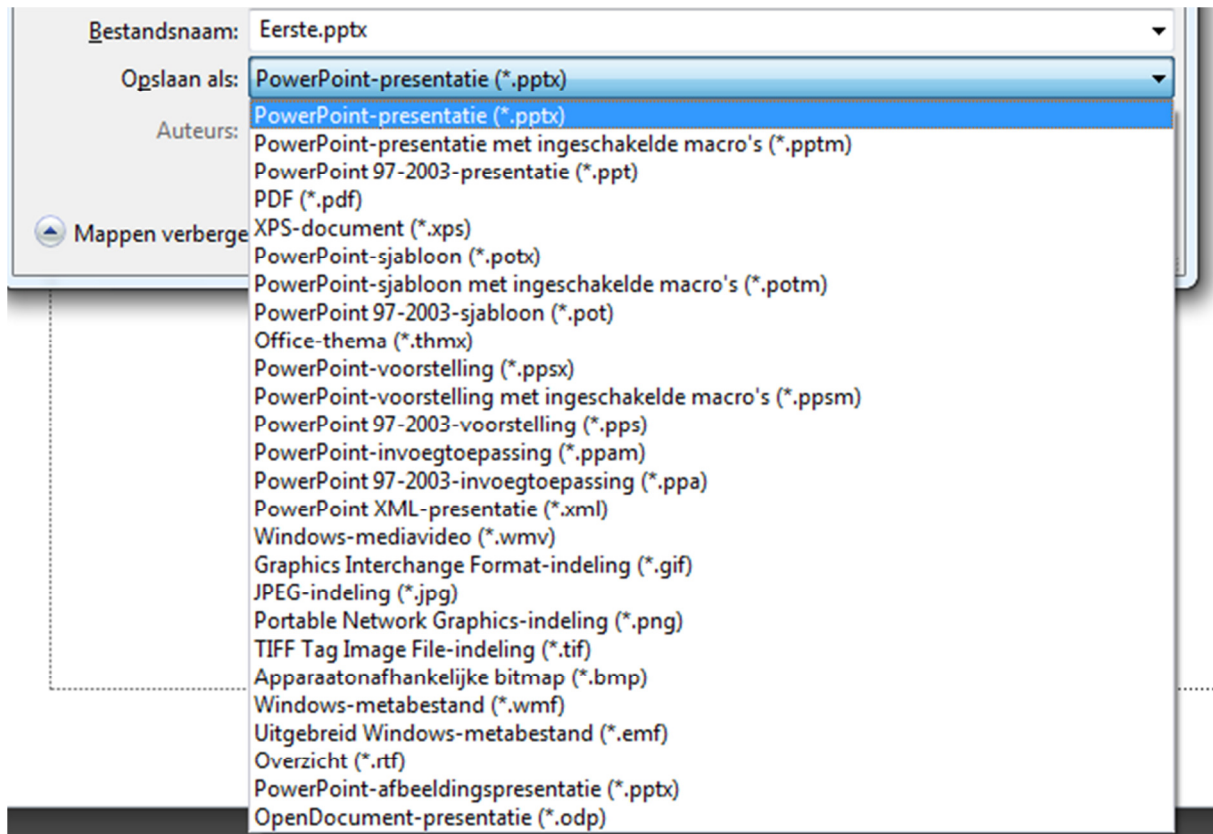 Bestandsnaam: Eerste.pptx
Opslaan als: PowerPoint-presentatie (*.pptx)
Auteurs:
PowerPoint-presentatie (*.pptx)
PowerPoint-presentatie met ingeschakelde macro's (*.pptm)
PowerPoint 97-2003-presentatie (*.ppt)
PDF (*.pdf)
XPS-document (*.xps)
Mappen verberge
PowerPoint-sjabloon (*.potx)
PowerPoint-sjabloon met ingeschakelde macro's (*.potm)
PowerPoint 97-2003-sjabloon (*.pot)
Office-thema (*.thmx)
PowerPoint-voorstelling (*.ppsx)
PowerPoint-voorstelling met ingeschakelde macro's (*.ppsm)
PowerPoint 97-2003-voorstelling (*.pps)
PowerPoint-invoegtoepassing (*.ppam)
PowerPoint 97-2003-invoegtoepassing (*.ppa)
PowerPoint XML-presentatie (*.xml)
Windows-mediavideo (*.wmv)
Graphics Interchange Format-indeling (*.gif)
JPEG-indeling (*.jpg)
Portable Network Graphics-indeling (*.png)
TIFF Tag Image File-indeling (*.tif)
Apparaatonafhankelijke bitmap (*.bmp)
Windows-metabestand (*.wmf)
Uitgebreid Windows-metabestand (*.emf)
Overzicht (*.rtf)
PowerPoint-afbeeldingspresentatie (*.pptx)
OpenDocument-presentatie (*.odp)